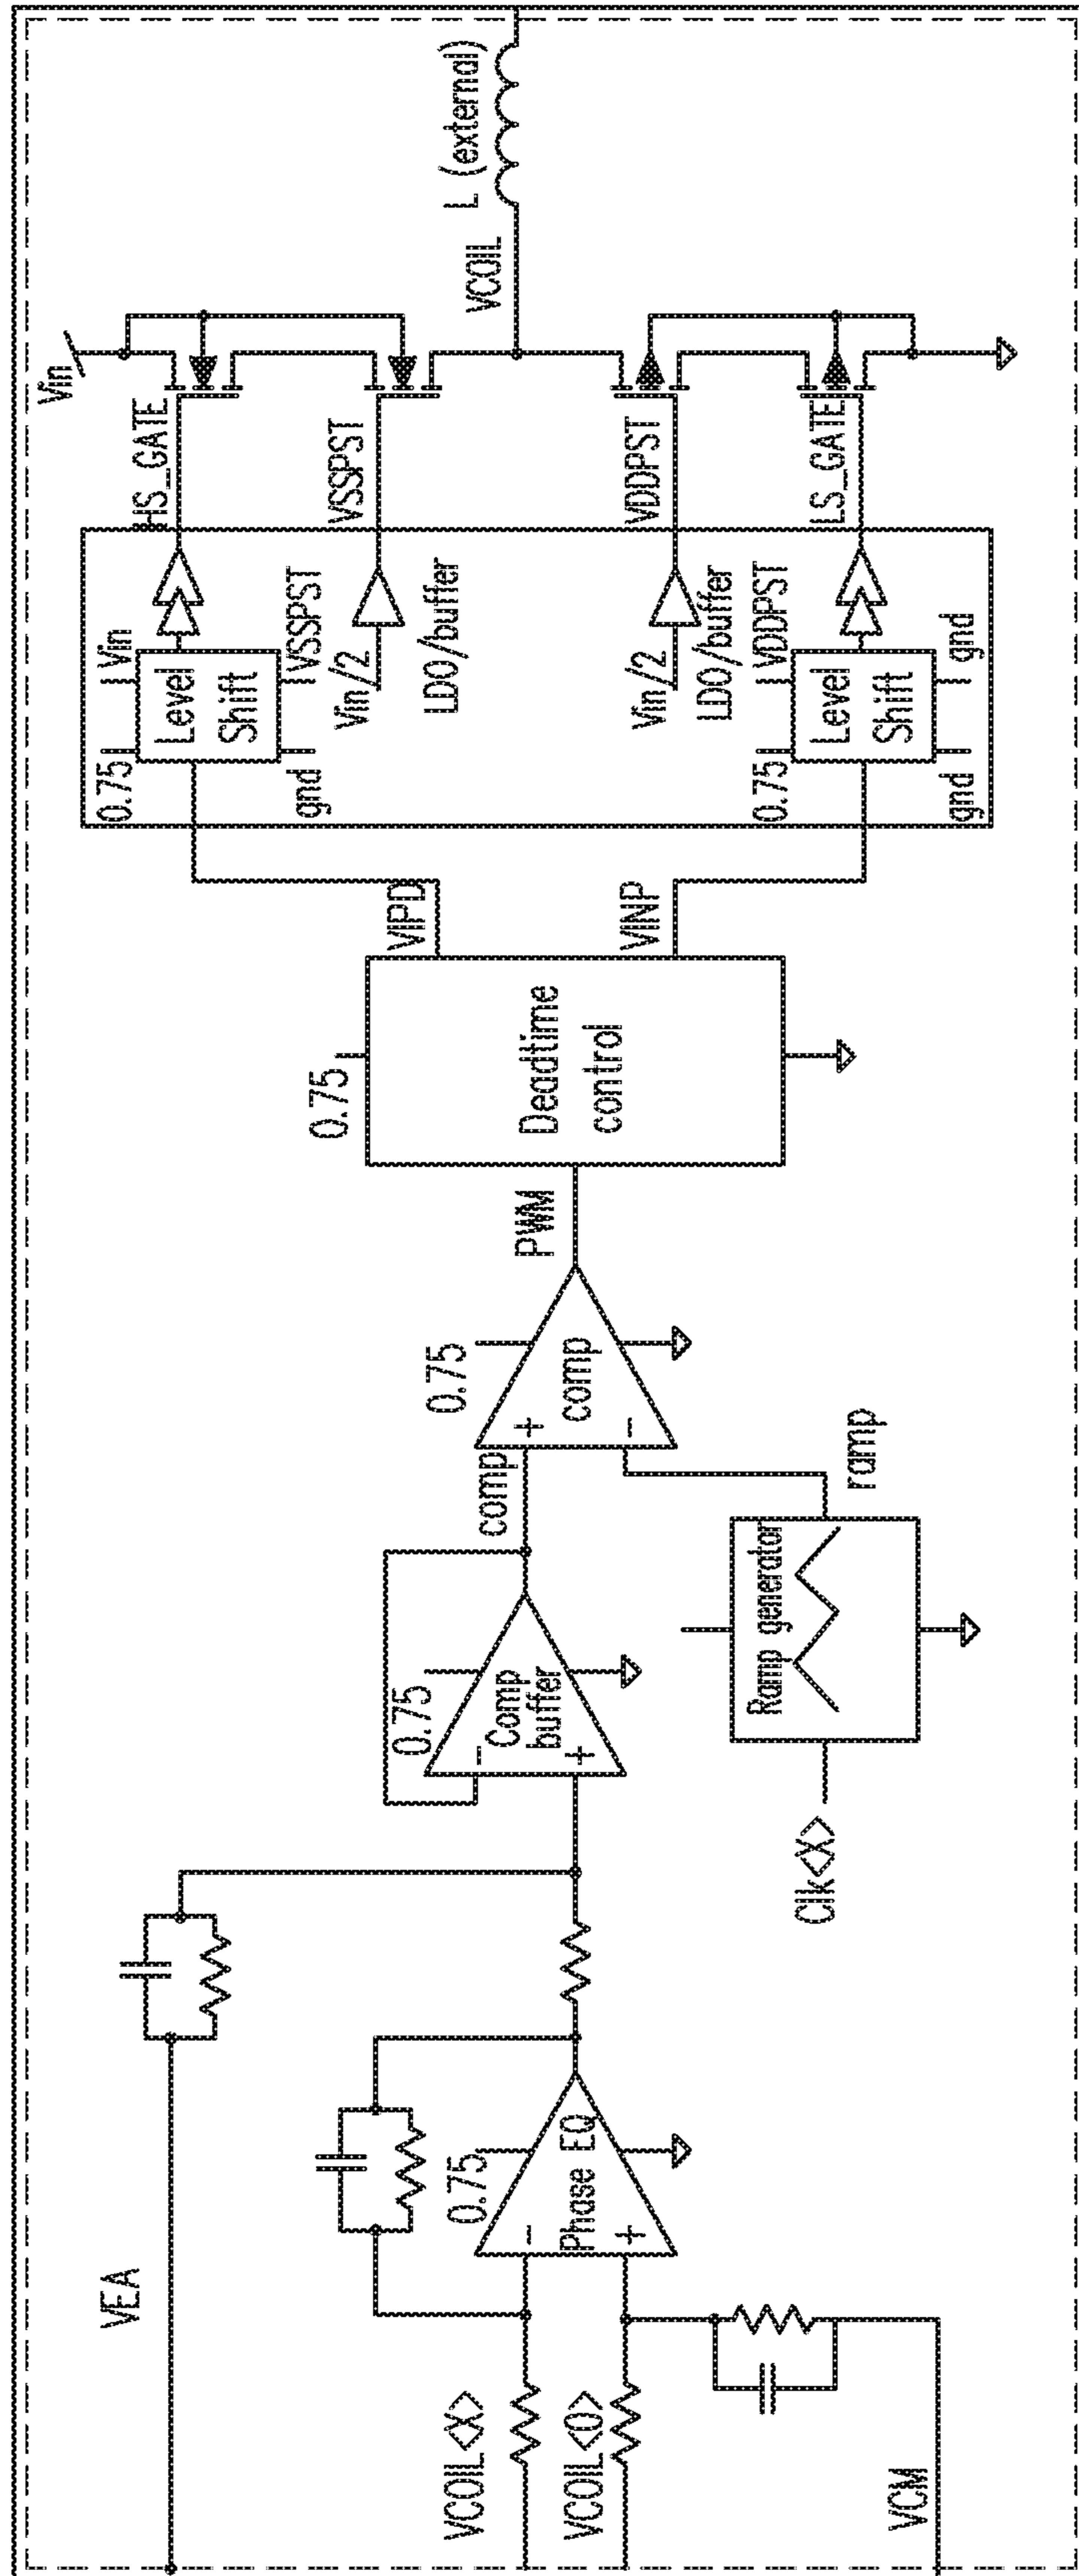 VEA
VCOIL<X>
VCOIL<0>
VCM
0.75
Phase EQ
-
+
0.75
Comp
buffer
-
+
Clk<X>
Ramp generator
ramp
comp
0.75
comp
+
-
PWM
0.75
Deadtime
control
VIPD
VINP
0.75
Vin
Level
Shift
gnd
VSSPST
Vin/2
LDO/buffer
Vin/2
LDO/buffer
0.75
VDDPST
Level
Shift
gnd
gnd
HS_GATE
VSSPST
VDDPST
LS_GATE
Vin
VCOIL
L (external)